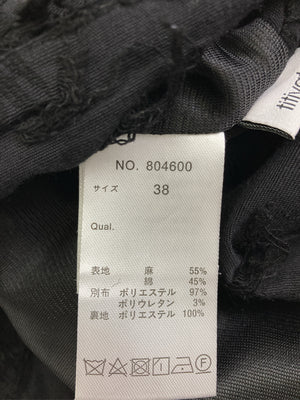 titiva
NO. 804600
サイズ 38
Qual.
表地 麻 55%
綿 45%
別布 ポリエステル 97%
ポリウレタン 3%
裏地 ポリエステル 100%
F